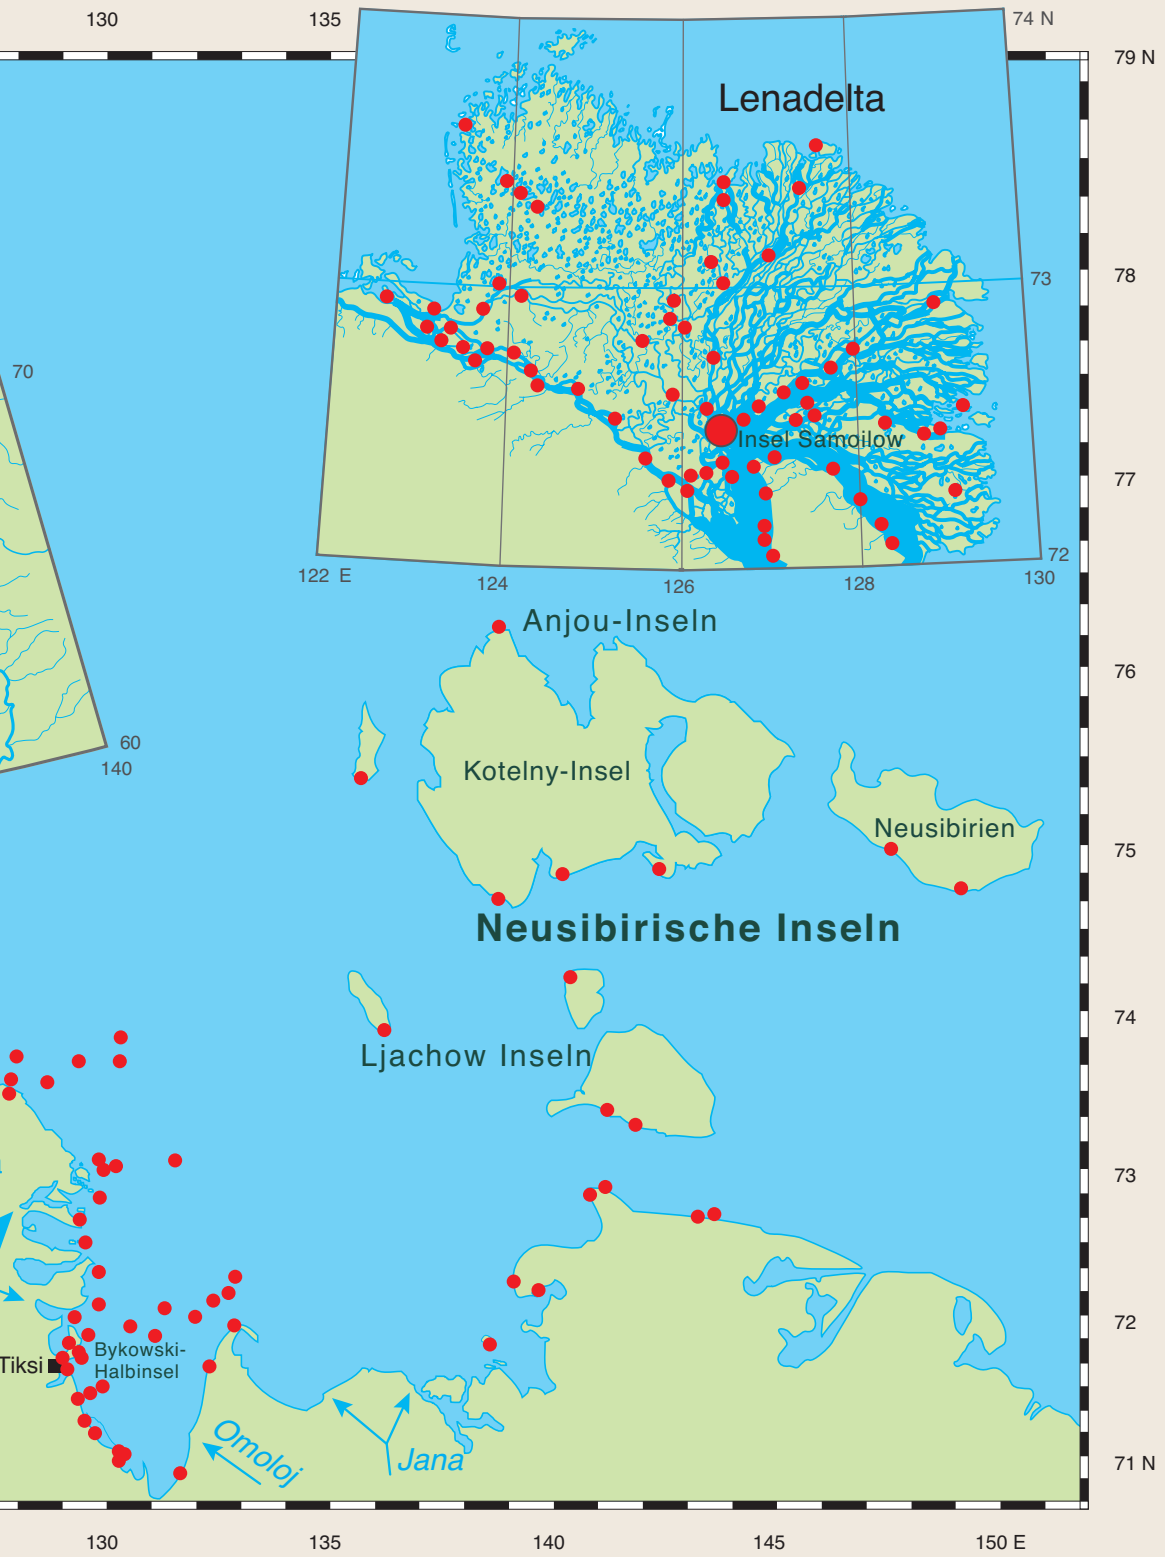 130
135
74 N
79 N
Lenadelta
78
73
70
Insel Samoilow
77
72
122 E
124
126
128
130
Anjou-Inseln
76
60
140
Kotelny-Insel
Neusibirien
75
Neusibirische Inseln
74
Ljachow Inseln
73
72
Bykowski-
Halbinsel
Tiksi
Omoloj
Jana
71 N
130
135
140
145
150 E